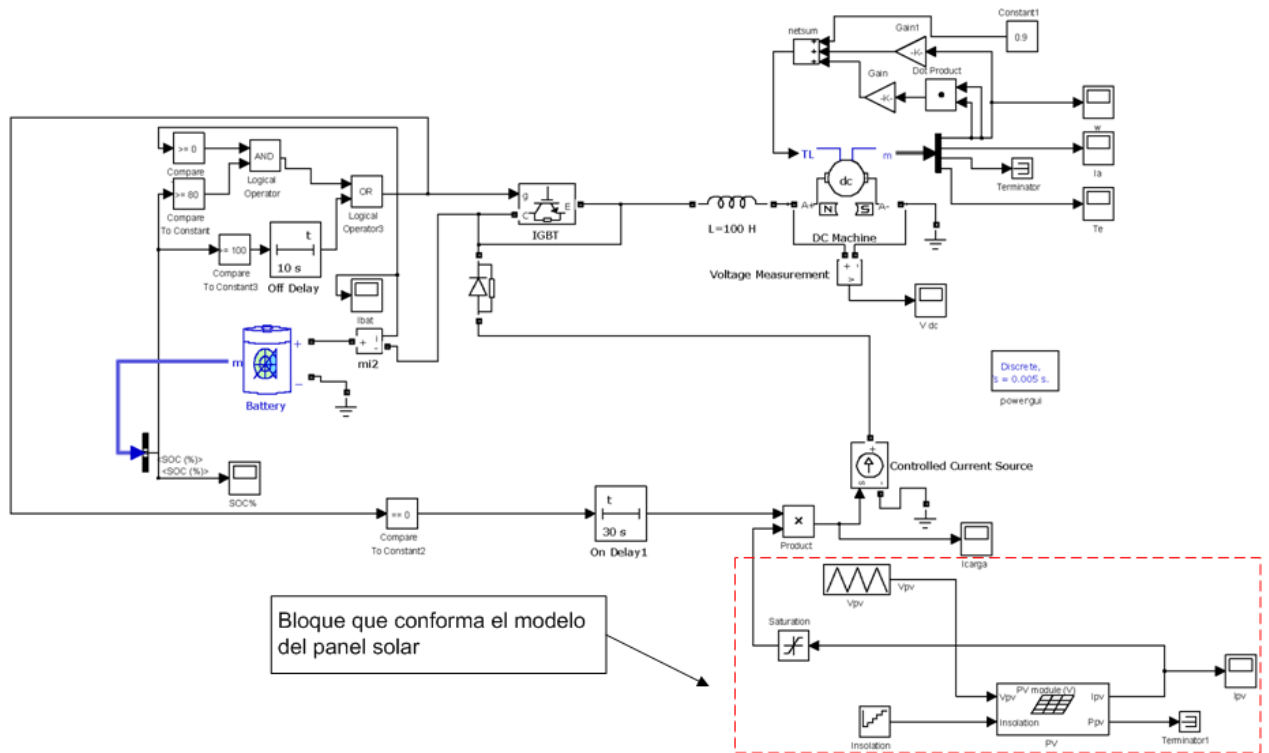 Constant1
netsum
Gain1
0.9
-K-
Gain
Dot Product
-K-
w
>= 0
AND
Compare
Logical
Operator
>= 80
Compare
To Constant
OR
Logical
Operator3
TL
m
dc
Ia
Terminator
Te
g
C
E
IGBT
L=100 H
A+
N
S
A-
DC Machine
Compare
To Constant3
t
10 s
Off Delay
Ibat
Voltage Measurement
+
-
v
V dc
m
+
-
Battery
+
i
-
mi2
Discrete,
s = 0.005 s.
powergui
<SOC (%)>
<SOC (%)>
SOC%
+
s
-
Controlled Current Source
== 0
Compare
To Constant2
t
30 s
On Delay1
×
Product
Icarga
Vpv
Vpv
Bloque que conforma el modelo
del panel solar
Saturation
PV module (V)
Vpv
Ipv
Insolation
Ppv
PV
Ipv
Insolation
Terminator1